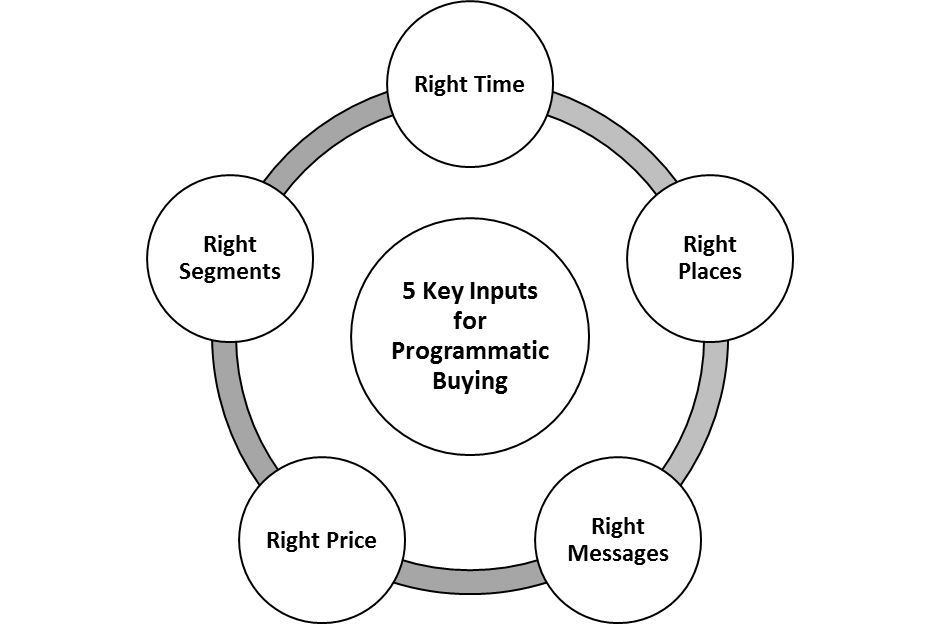 Right Time
Right
Places
Right
Messages
Right Price
Right
Segments
5 Key Inputs
for
Programmatic
Buying